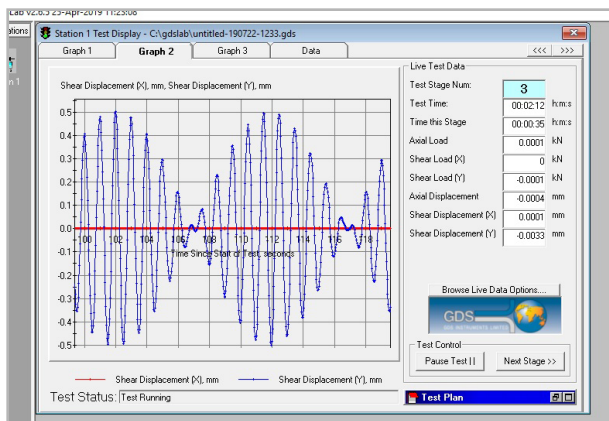 Lab v2.6.5 25-Apr-2019 11:25:08
Station 1 Test Display - C:\gdslab\untitled-190722-1233.gds
Graph 1 Graph 2 Graph 3 Data <<< >>>
Shear Displacement (X), mm, Shear Displacement (Y), mm
0.5
0.4
0.3
0.2
0.1
0.0
-0.1
-0.2
-0.3
-0.4
-0.5
100 102 104 106 108 110 112 114 116 118
Time Since Start of Test, seconds
Shear Displacement (X), mm Shear Displacement (Y), mm
Test Status: Test Running
Live Test Data
Test Stage Num: 3
Test Time: 00:02:12 h:m:s
Time this Stage 00:00:35 h:m:s
Axial Load 0.0001 kN
Shear Load (X) 0 kN
Shear Load (Y) -0.0001 kN
Axial Displacement -0.0004 mm
Shear Displacement (X) 0.0001 mm
Shear Displacement (Y) -0.0033 mm
Browse Live Data Options....
GDS
GDS INSTRUMENTS LIMITED
Test Control
Pause Test || Next Stage >>
Test Plan